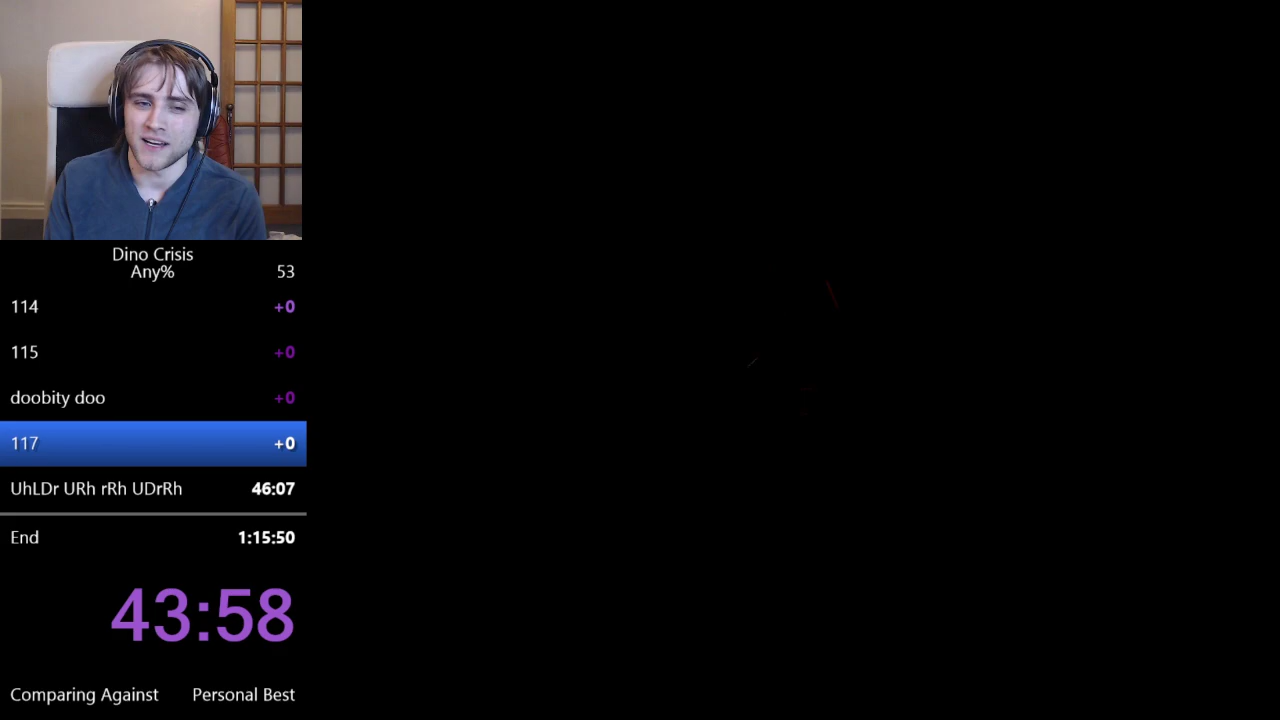 Dino Crisis
Any% 53
114 +0
115 +0
doobity doo +0
117 +0
UhLDr URh rRh UDrRh 46:07
End 1:15:50
43:58
Comparing Against Personal Best